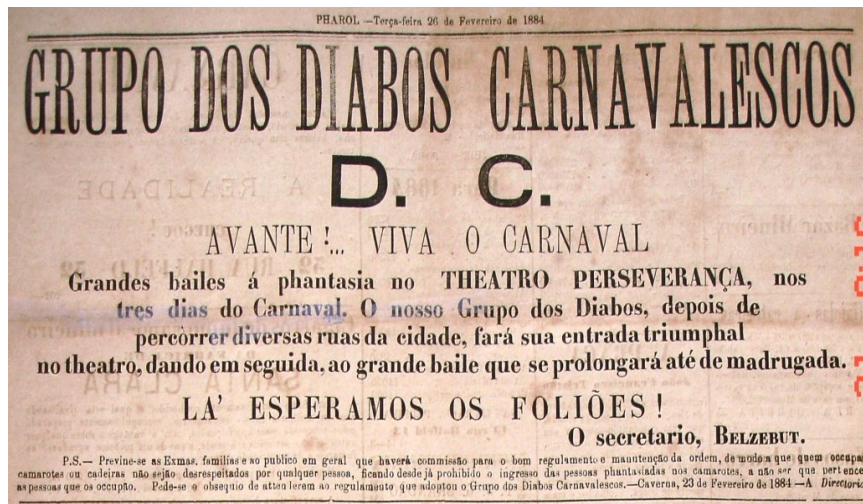 PHAROL —Terça-feira 26 de Fevereiro de 1884
GRUPO DOS DIABOS CARNAVALESCOS
D. C.
AVANTE!... VIVA O CARNAVAL
Grandes bailes á phantasia no THEATRO PERSEVERANÇA, nos
tres dias do Carnaval. O nosso Grupo dos Diabos, depois de
percorrer diversas ruas da cidade, fará sua entrada triumphal
no theatro, dando em seguida, ao grande baile que se prolongará até de madrugada.
LA' ESPERAMOS OS FOLIÕES!
O secretario, BELZEBUT.
P.S.— Previne-se as Exmas. familias e ao publico em geral que haverá commissão para o bom regulamento e manutenção da ordem, de modo a que quem occupa
camarotes ou cadeiras não sejão desrespeitados por qualquer pessoa, ficando desde já prohibido o ingresso das pessoas phantasiadas nos camarotes, a não ser que pertence
as pessoas que os occupão. Pede-se o obsequio de attenderem ao regulamento que adoptou o Grupo dos Diabos Carnavalescos.—Caverna, 23 de Fevereiro de 1884 —A Directore